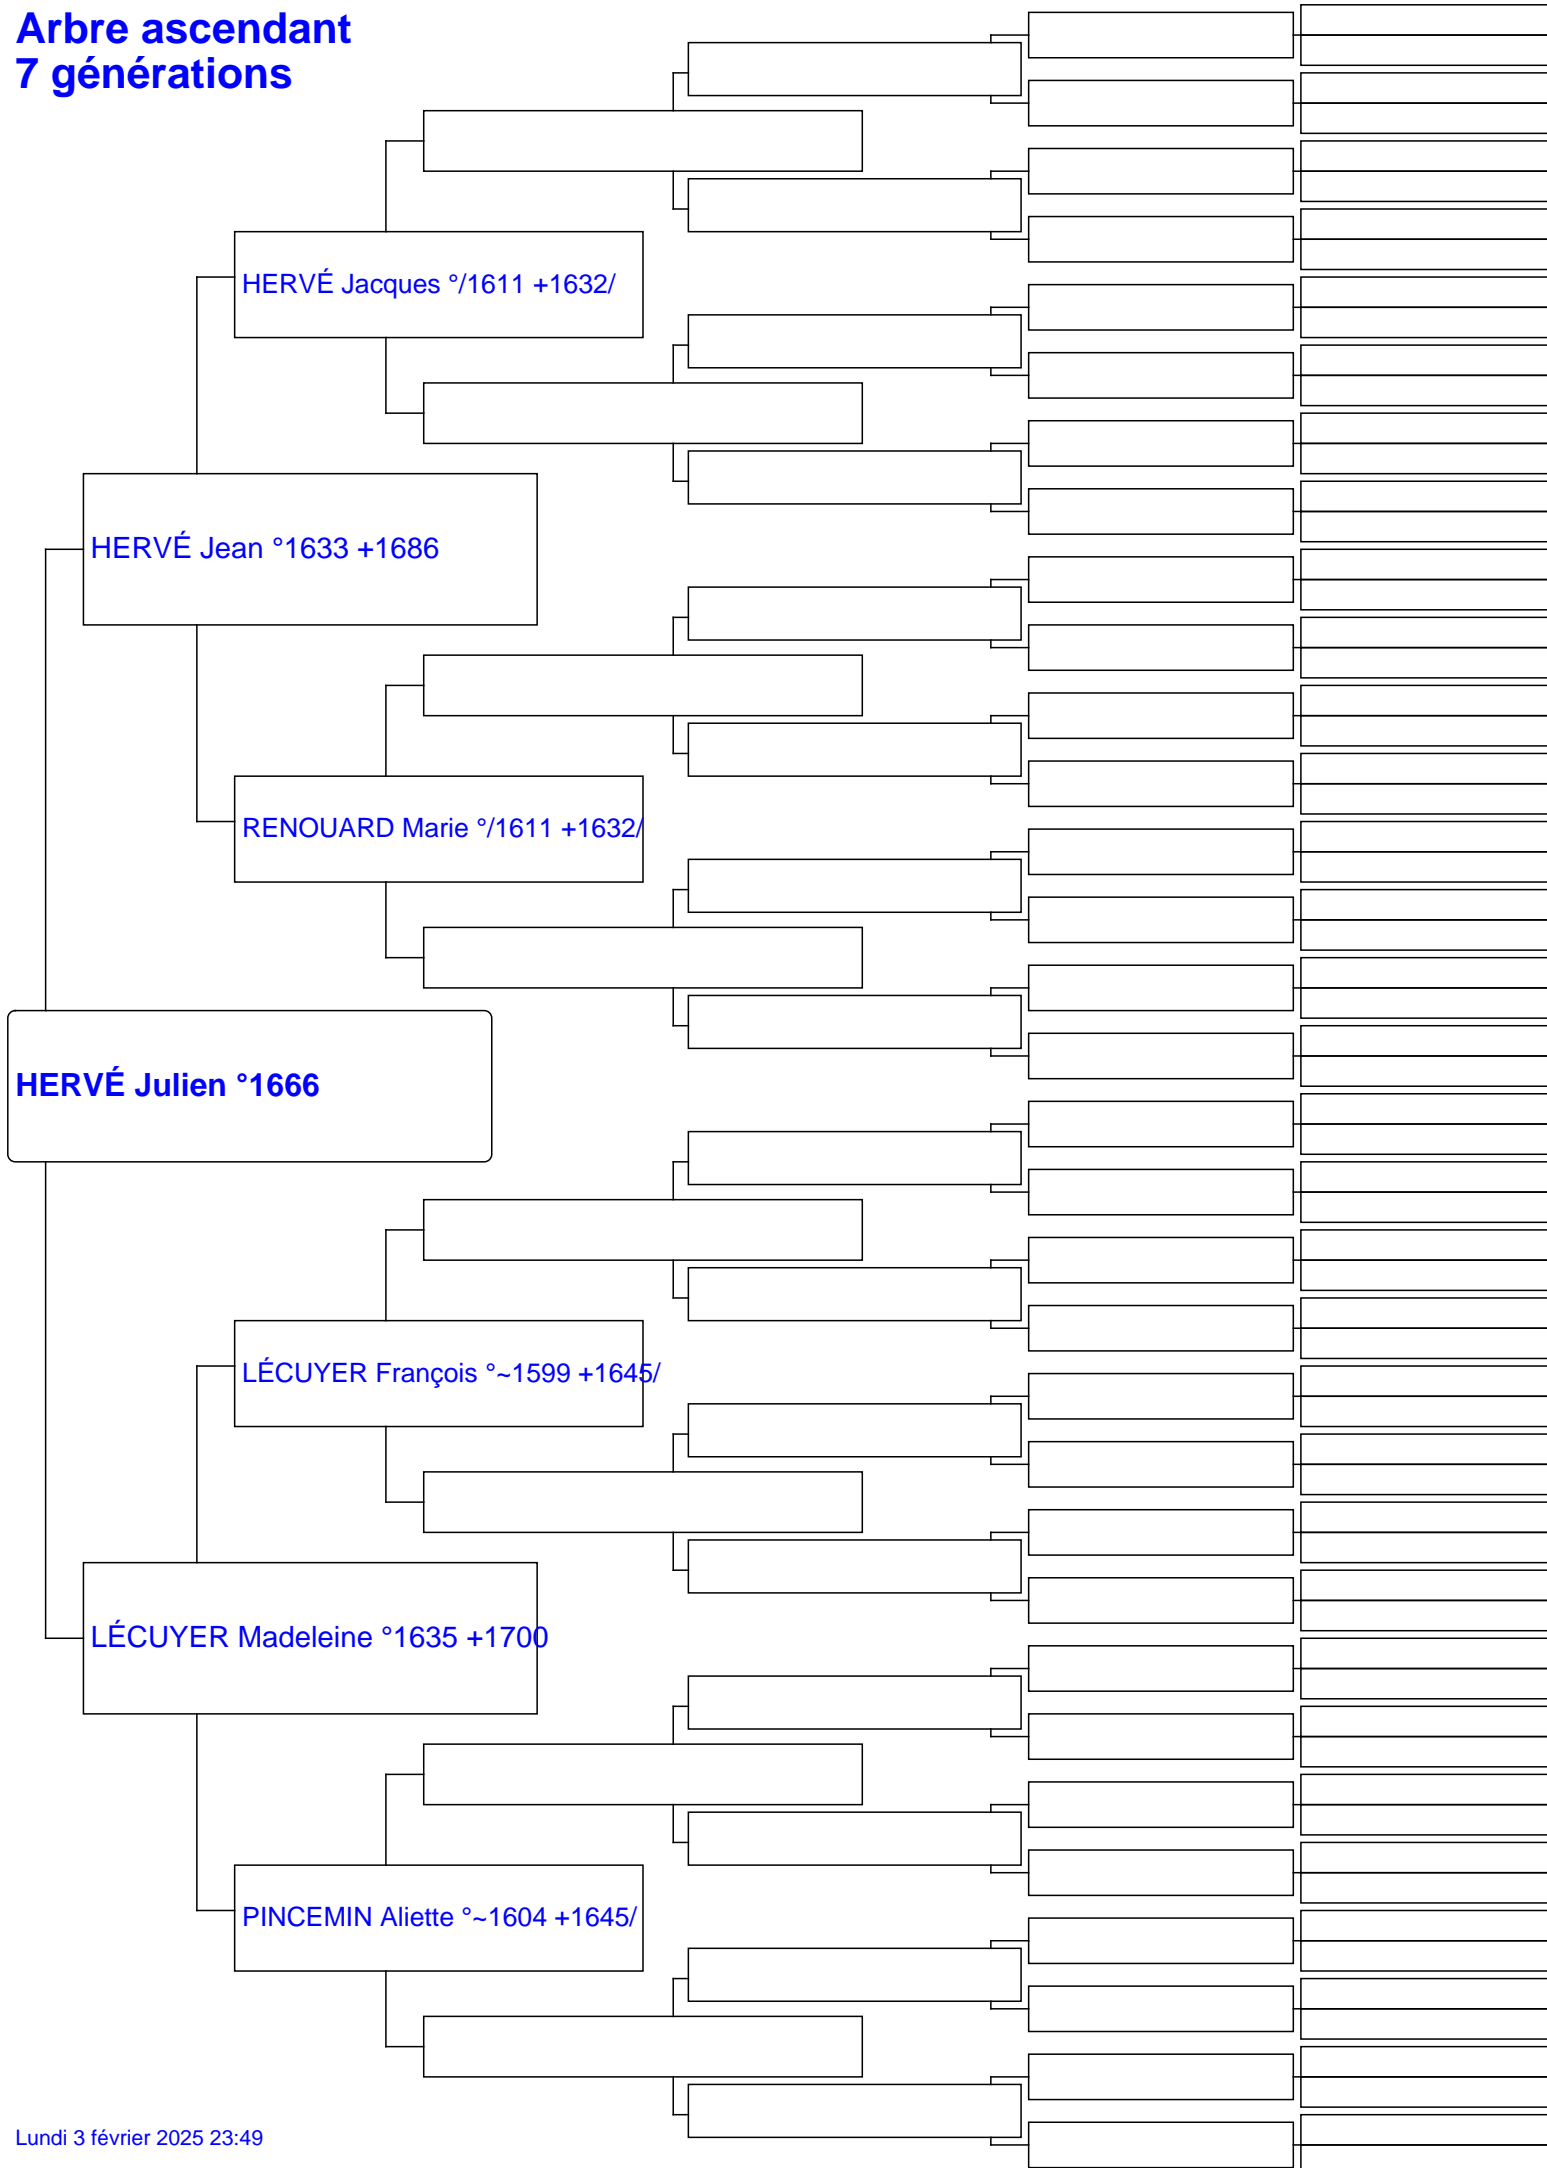 Arbre ascendant
7 générations
HERVÉ Jacques °/1611 +1632/
HERVÉ Jean °1633 +1686
RENOUARD Marie °/1611 +1632/
HERVÉ Julien °1666
LÉCUYER François °~1599 +1645/
LÉCUYER Madeleine °1635 +1700
PINCEMIN Aliette °~1604 +1645/
Lundi 3 février 2025 23:49